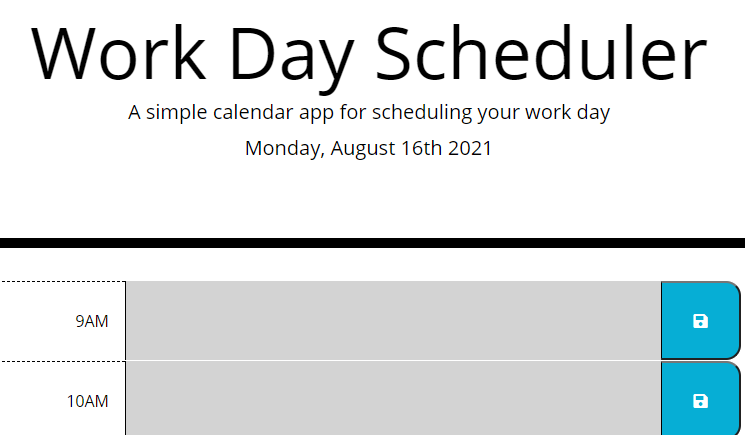 Work Day Scheduler
A simple calendar app for scheduling your work day
Monday, August 16th 2021
9AM
10AM